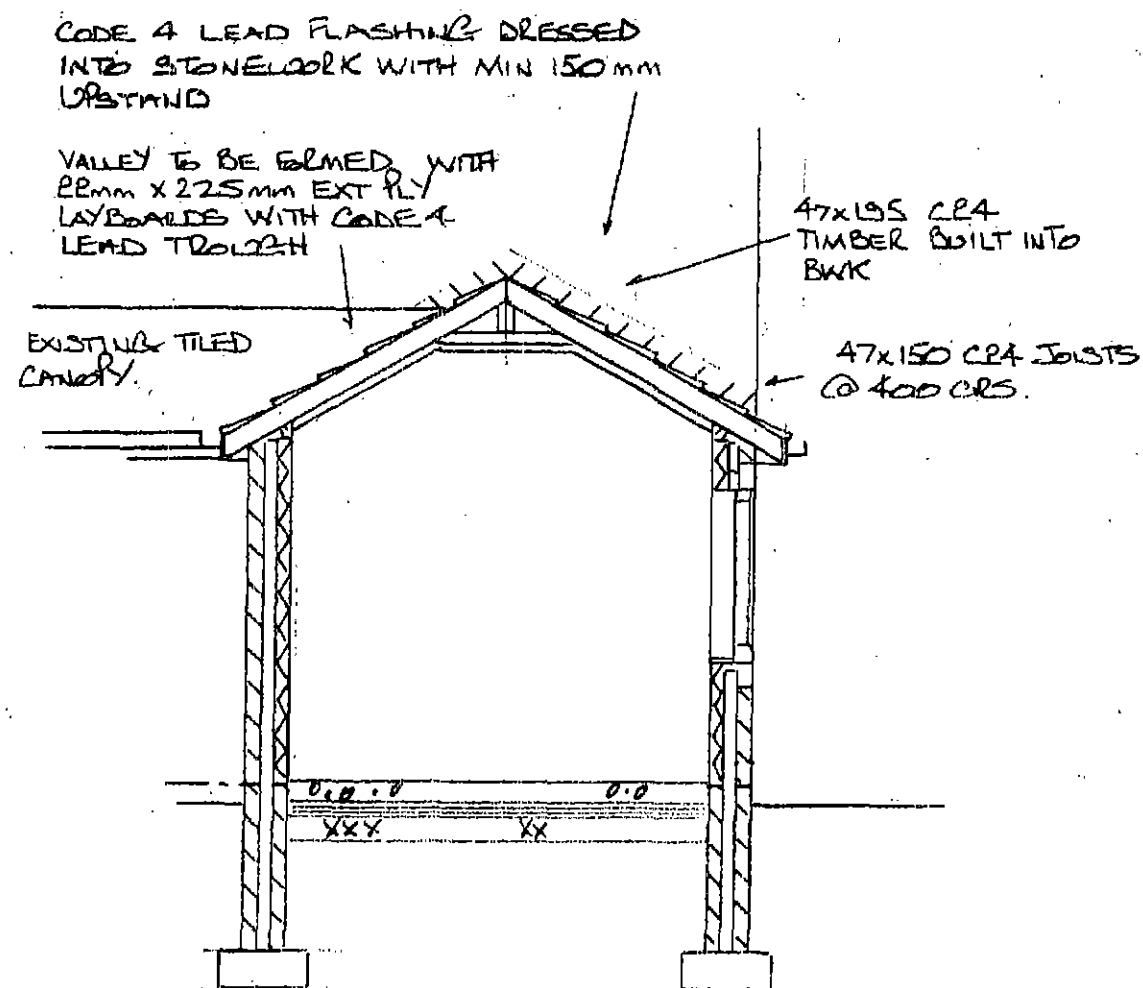 CODE 4 LEAD FLASHING DRESSED
INTO STONEWORK WITH MIN 150mm
UPSTAND
VALLEY TO BE FORMED WITH
22mm x 225mm EXT PLY
LAYBOARDS WITH CODE 4
LEAD TROUGH
47x195 CR4
TIMBER BUILT INTO
BWK
EXISTING TILED
CANOPY.
47x150 CR4 JOISTS
@ 400 CRS.